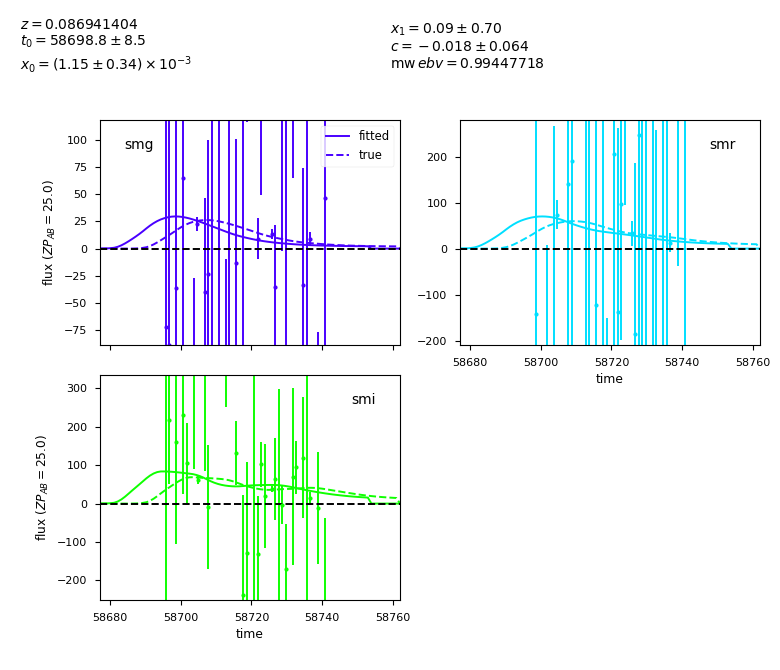 z = 0.086941404
t₀ = 58698.8 ± 8.5
x₀ = (1.15 ± 0.34) × 10⁻³
x₁ = 0.09 ± 0.70
c = −0.018 ± 0.064
mw ebv = 0.99447718
smg
fitted
true
100
75
50
25
0
−25
−50
−75
flux (ZP_AB = 25.0)
smr
200
100
0
−100
−200
58680 58700 58720 58740 58760
time
smi
300
200
100
0
−100
−200
flux (ZP_AB = 25.0)
58680 58700 58720 58740 58760
time